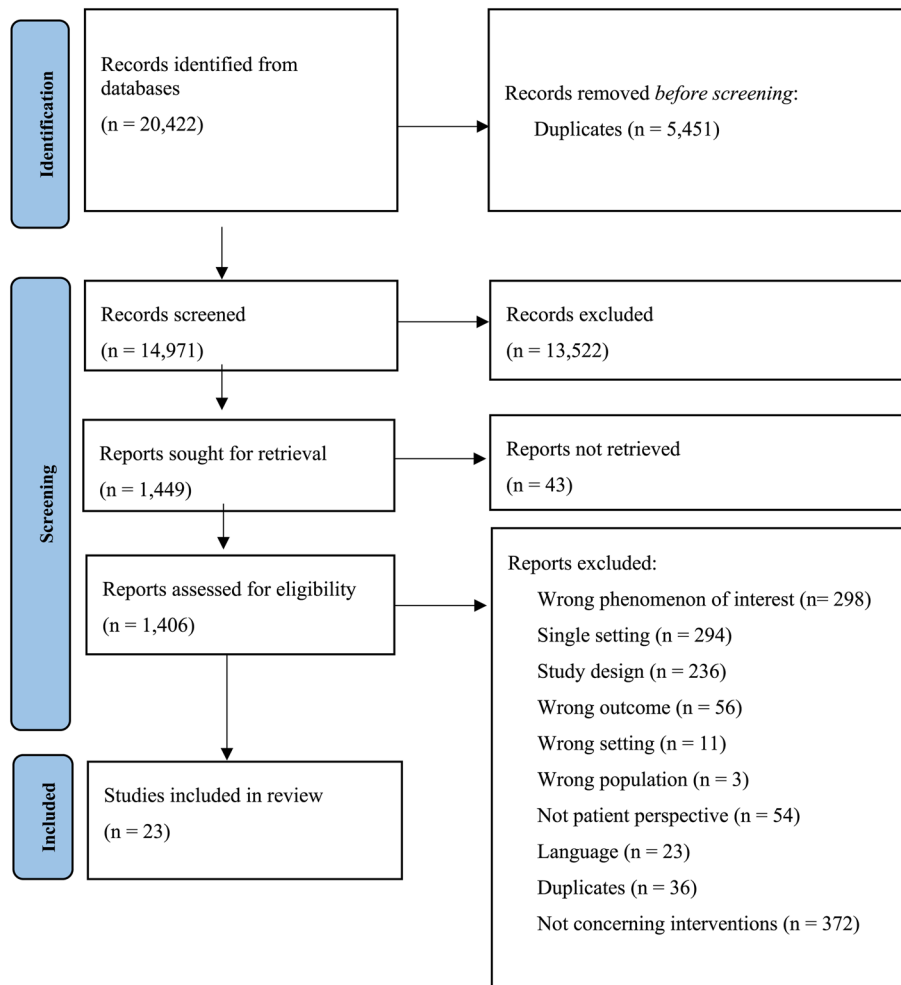 Identification
Records identified from
databases
(n = 20,422)
Records removed before screening:
Duplicates (n = 5,451)
Screening
Records screened
(n = 14,971)
Records excluded
(n = 13,522)
Reports sought for retrieval
(n = 1,449)
Reports not retrieved
(n = 43)
Reports assessed for eligibility
(n = 1,406)
Reports excluded:
Wrong phenomenon of interest (n= 298)
Single setting (n = 294)
Study design (n = 236)
Wrong outcome (n = 56)
Wrong setting (n = 11)
Wrong population (n = 3)
Not patient perspective (n = 54)
Language (n = 23)
Duplicates (n = 36)
Not concerning interventions (n = 372)
Included
Studies included in review
(n = 23)